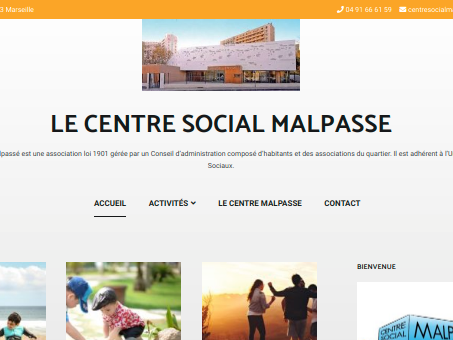 3 Marseille
04 91 66 61 59
centresocialm
LE CENTRE SOCIAL MALPASSE
lpassé est une association loi 1901 gérée par un Conseil d'administration composé d'habitants et des associations du quartier. Il est adhérent à l'U
Sociaux.
ACCUEIL ACTIVITÉS LE CENTRE MALPASSE CONTACT
BIENVENUE
CENTRE
SOCIAL
MALP